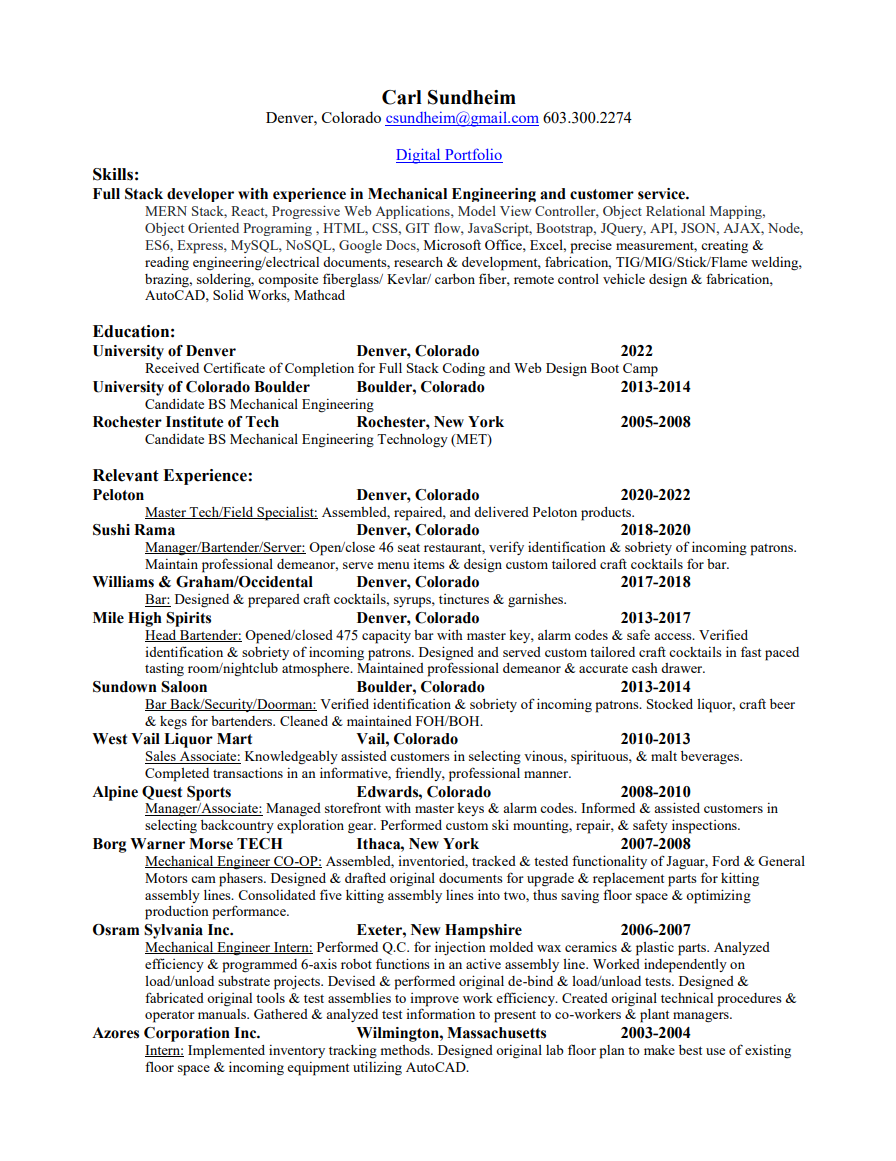 Carl Sundheim
Denver, Colorado csundheim@gmail.com 603.300.2274
Digital Portfolio
Skills:
Full Stack developer with experience in Mechanical Engineering and customer service.
MERN Stack, React, Progressive Web Applications, Model View Controller, Object Relational Mapping,
Object Oriented Programing , HTML, CSS, GIT flow, JavaScript, Bootstrap, JQuery, API, JSON, AJAX, Node,
ES6, Express, MySQL, NoSQL, Google Docs, Microsoft Office, Excel, precise measurement, creating &
reading engineering/electrical documents, research & development, fabrication, TIG/MIG/Stick/Flame welding,
brazing, soldering, composite fiberglass/ Kevlar/ carbon fiber, remote control vehicle design & fabrication,
AutoCAD, Solid Works, Mathcad
Education:
University of Denver Denver, Colorado 2022
Received Certificate of Completion for Full Stack Coding and Web Design Boot Camp
University of Colorado Boulder Boulder, Colorado 2013-2014
Candidate BS Mechanical Engineering
Rochester Institute of Tech Rochester, New York 2005-2008
Candidate BS Mechanical Engineering Technology (MET)
Relevant Experience:
Peloton Denver, Colorado 2020-2022
Master Tech/Field Specialist: Assembled, repaired, and delivered Peloton products.
Sushi Rama Denver, Colorado 2018-2020
Manager/Bartender/Server: Open/close 46 seat restaurant, verify identification & sobriety of incoming patrons.
Maintain professional demeanor, serve menu items & design custom tailored craft cocktails for bar.
Williams & Graham/Occidental Denver, Colorado 2017-2018
Bar: Designed & prepared craft cocktails, syrups, tinctures & garnishes.
Mile High Spirits Denver, Colorado 2013-2017
Head Bartender: Opened/closed 475 capacity bar with master key, alarm codes & safe access. Verified
identification & sobriety of incoming patrons. Designed and served custom tailored craft cocktails in fast paced
tasting room/nightclub atmosphere. Maintained professional demeanor & accurate cash drawer.
Sundown Saloon Boulder, Colorado 2013-2014
Bar Back/Security/Doorman: Verified identification & sobriety of incoming patrons. Stocked liquor, craft beer
& kegs for bartenders. Cleaned & maintained FOH/BOH.
West Vail Liquor Mart Vail, Colorado 2010-2013
Sales Associate: Knowledgeably assisted customers in selecting vinous, spirituous, & malt beverages.
Completed transactions in an informative, friendly, professional manner.
Alpine Quest Sports Edwards, Colorado 2008-2010
Manager/Associate: Managed storefront with master keys & alarm codes. Informed & assisted customers in
selecting backcountry exploration gear. Performed custom ski mounting, repair, & safety inspections.
Borg Warner Morse TECH Ithaca, New York 2007-2008
Mechanical Engineer CO-OP: Assembled, inventoried, tracked & tested functionality of Jaguar, Ford & General
Motors cam phasers. Designed & drafted original documents for upgrade & replacement parts for kitting
assembly lines. Consolidated five kitting assembly lines into two, thus saving floor space & optimizing
production performance.
Osram Sylvania Inc. Exeter, New Hampshire 2006-2007
Mechanical Engineer Intern: Performed Q.C. for injection molded wax ceramics & plastic parts. Analyzed
efficiency & programmed 6-axis robot functions in an active assembly line. Worked independently on
load/unload substrate projects. Devised & performed original de-bind & load/unload tests. Designed &
fabricated original tools & test assemblies to improve work efficiency. Created original technical procedures &
operator manuals. Gathered & analyzed test information to present to co-workers & plant managers.
Azores Corporation Inc. Wilmington, Massachusetts 2003-2004
Intern: Implemented inventory tracking methods. Designed original lab floor plan to make best use of existing
floor space & incoming equipment utilizing AutoCAD.